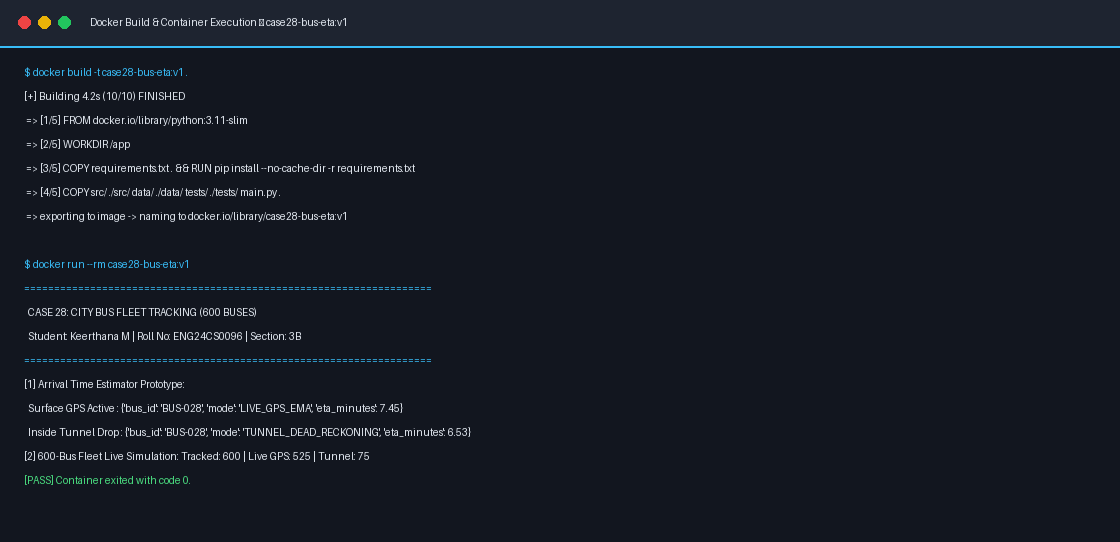 Docker Build & Container Execution case28-bus-eta:v1
$ docker build -t case28-bus-eta:v1 .
[+] Building 4.2s (10/10) FINISHED
=> [1/5] FROM docker.io/library/python:3.11-slim
=> [2/5] WORKDIR /app
=> [3/5] COPY requirements.txt . && RUN pip install --no-cache-dir -r requirements.txt
=> [4/5] COPY src/ ./src/ data/ ./data/ tests/ ./tests/ main.py .
=> exporting to image -> naming to docker.io/library/case28-bus-eta:v1
$ docker run --rm case28-bus-eta:v1
====================================================================
CASE 28: CITY BUS FLEET TRACKING (600 BUSES)
Student: Keerthana M | Roll No: ENG24CS0096 | Section: 3B
====================================================================
[1] Arrival Time Estimator Prototype:
Surface GPS Active : {'bus_id': 'BUS-028', 'mode': 'LIVE_GPS_EMA', 'eta_minutes': 7.45}
Inside Tunnel Drop : {'bus_id': 'BUS-028', 'mode': 'TUNNEL_DEAD_RECKONING', 'eta_minutes': 6.53}
[2] 600-Bus Fleet Live Simulation: Tracked: 600 | Live GPS: 525 | Tunnel: 75
[PASS] Container exited with code 0.